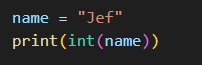 name = "Jef"
print(int(name))